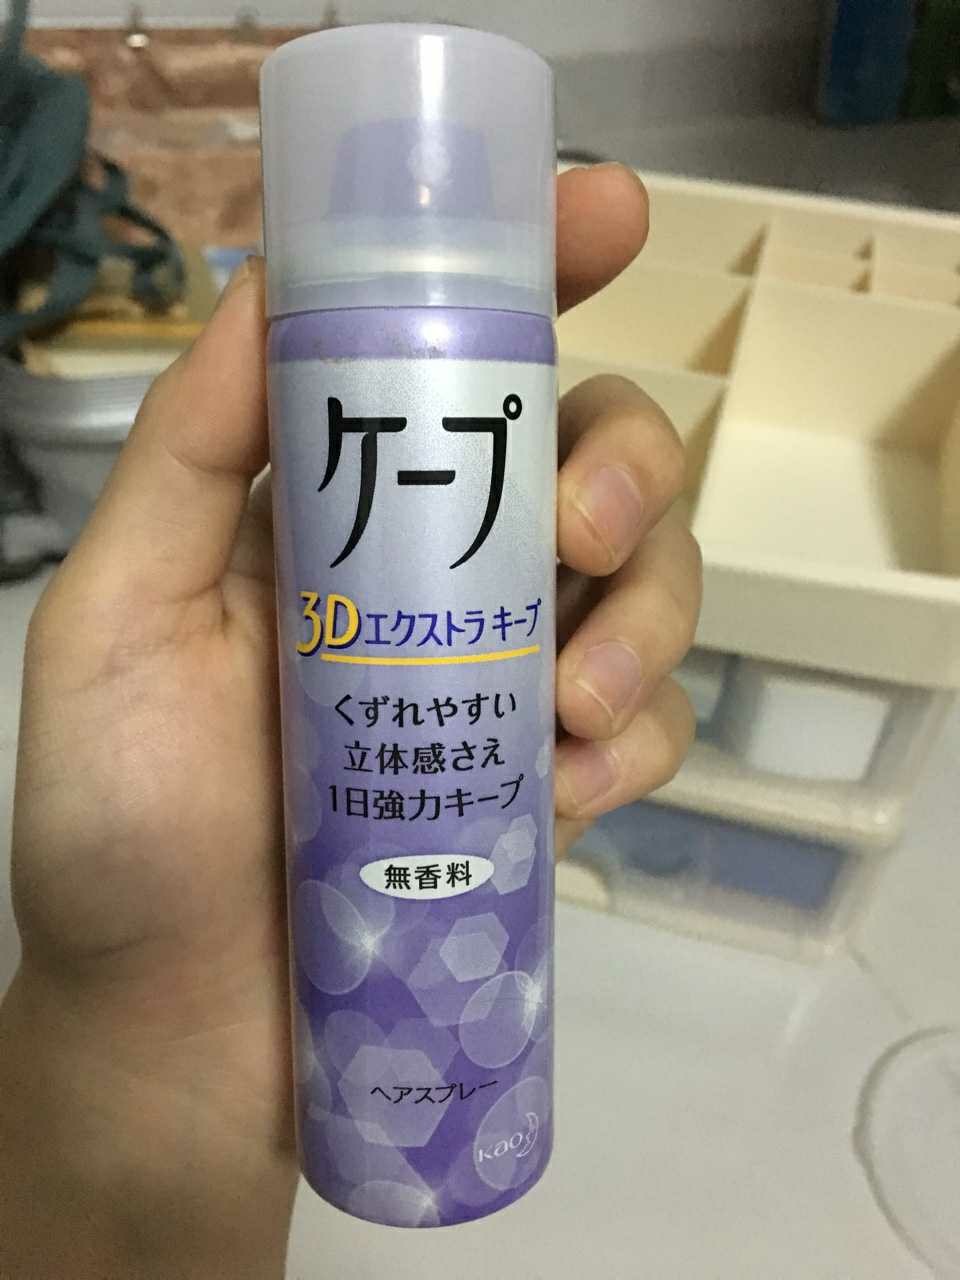 ケープ
3Dエクストラキープ
くずれやすい
立体感さえ
1日強力キープ
無香料
ヘアスプレー
Kao